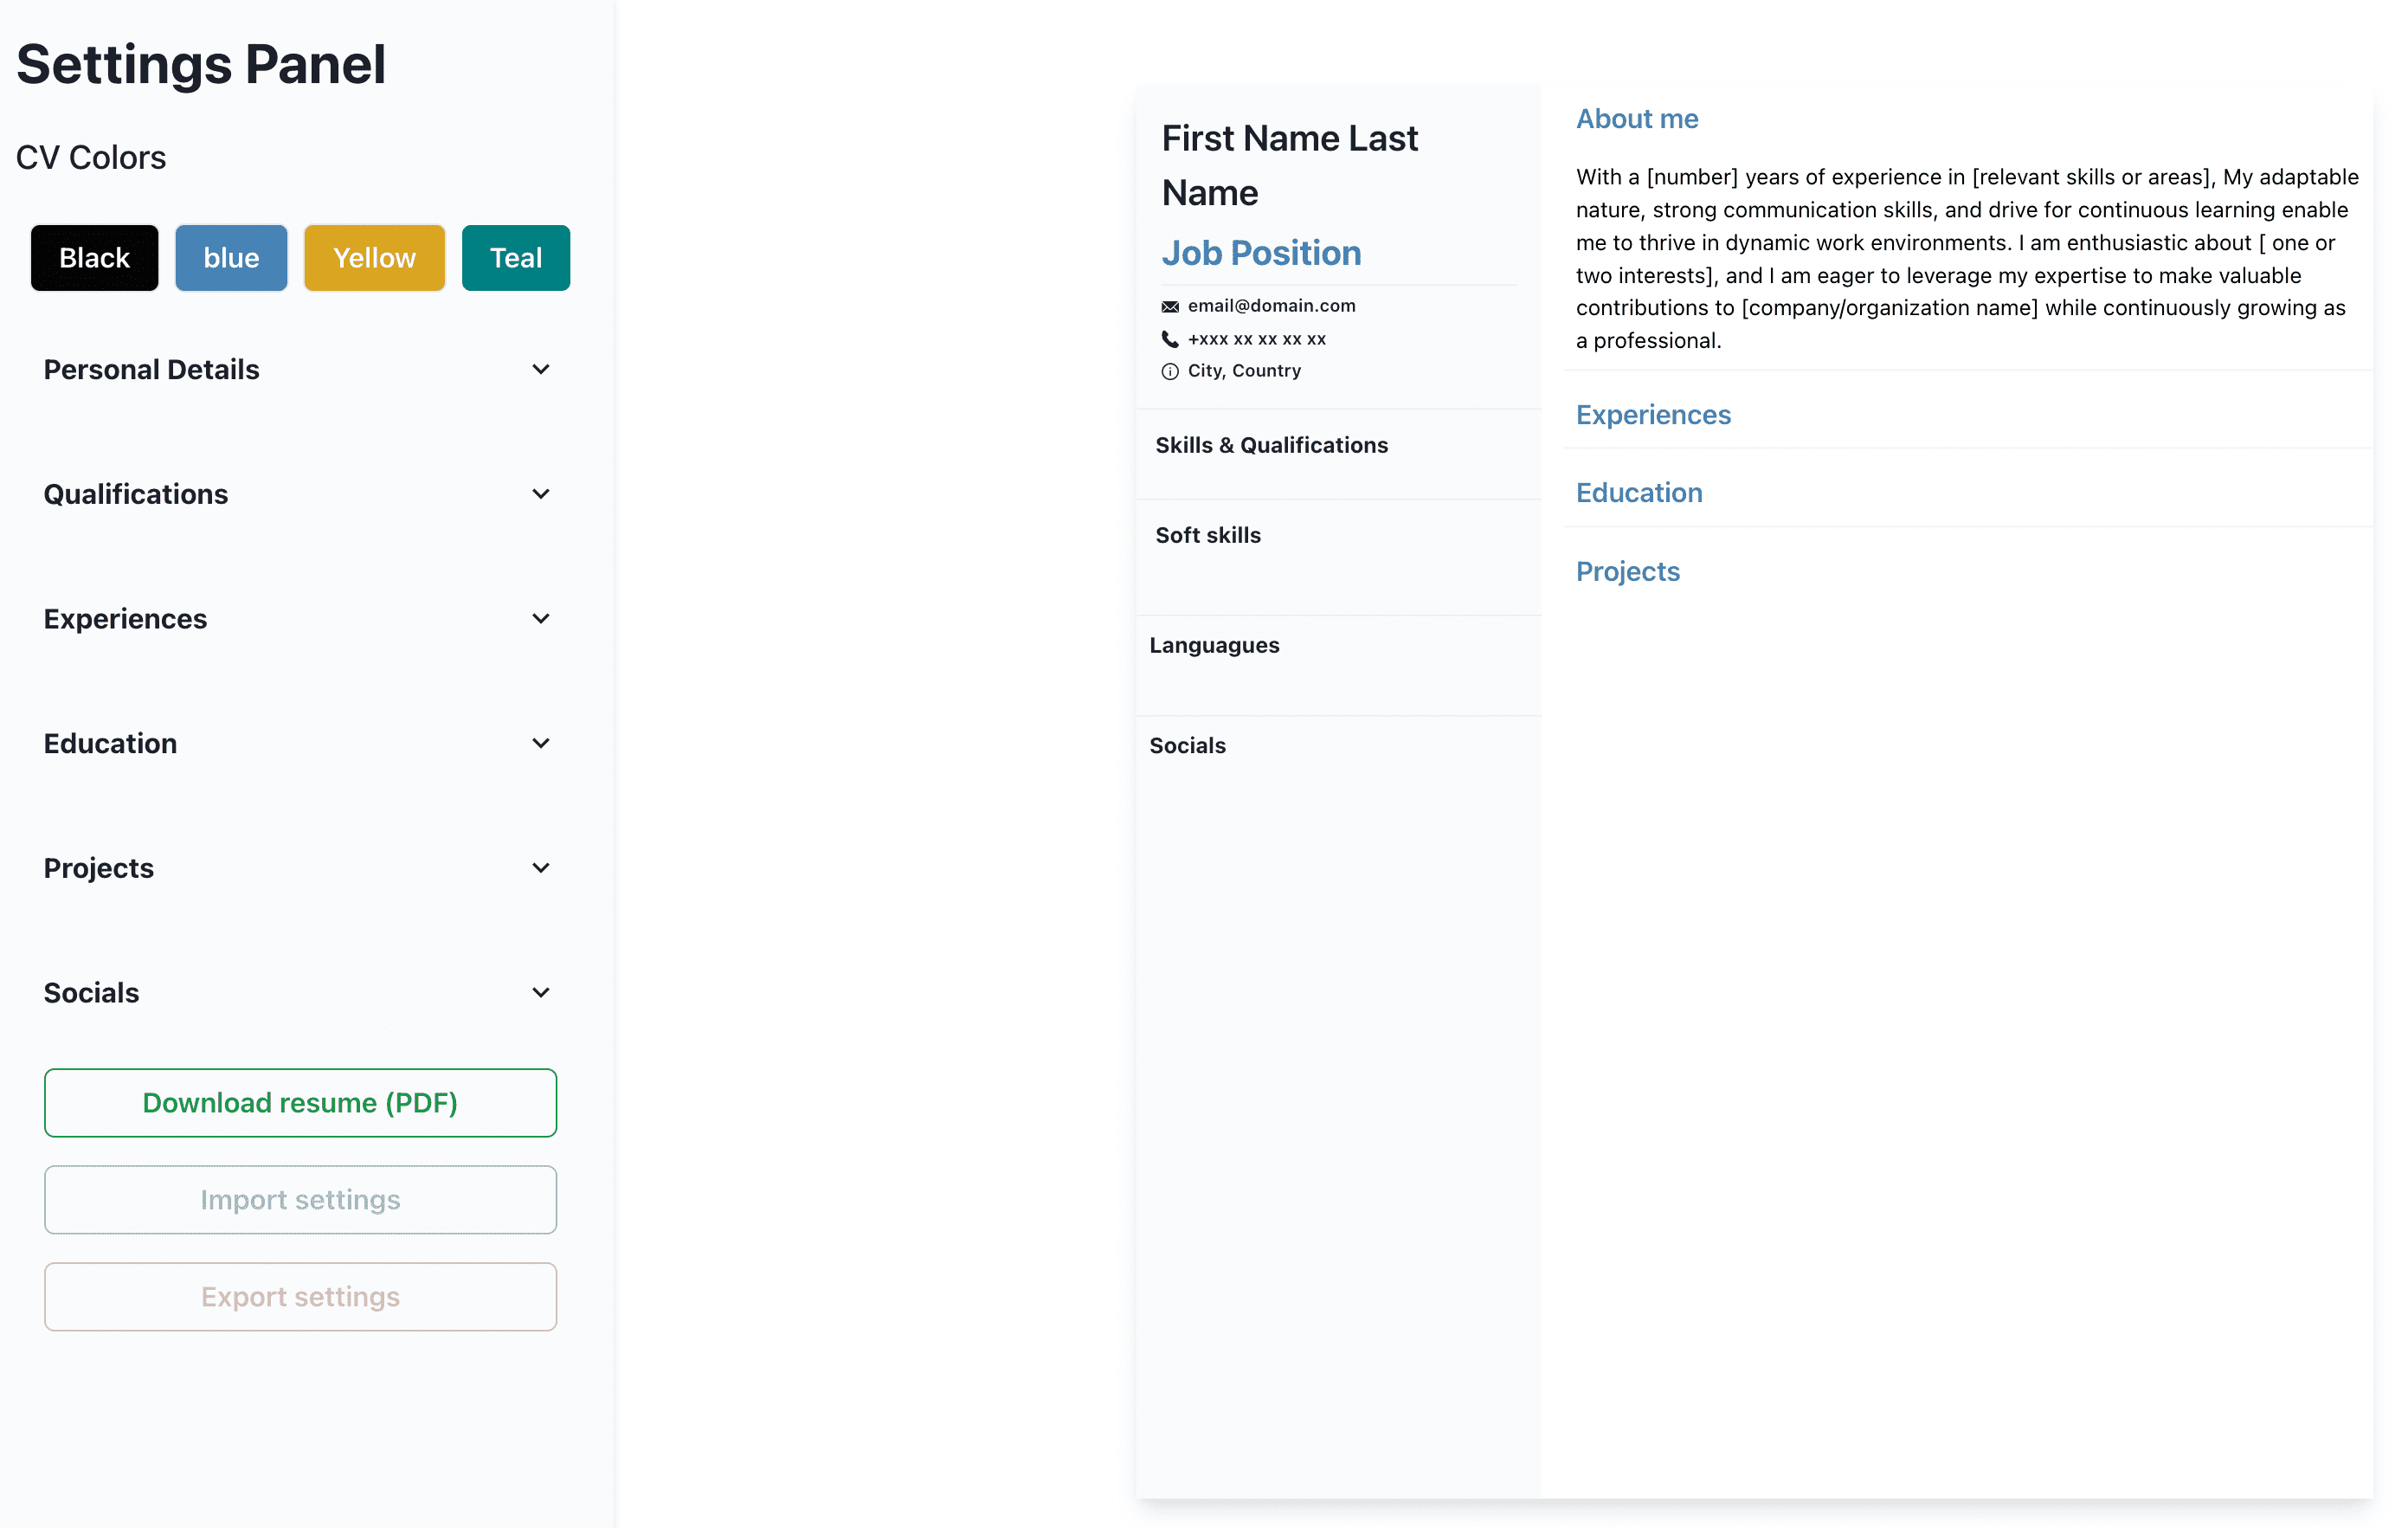 Settings Panel
CV Colors
Black
blue
Yellow
Teal
Personal Details
Qualifications
Experiences
Education
Projects
Socials
Download resume (PDF)
Import settings
Export settings
First Name Last
Name
Job Position
email@domain.com
+xxx xx xx xx xx
City, Country
Skills & Qualifications
Soft skills
Languagues
Socials
About me
With a [number] years of experience in [relevant skills or areas], My adaptable
nature, strong communication skills, and drive for continuous learning enable
me to thrive in dynamic work environments. I am enthusiastic about [ one or
two interests], and I am eager to leverage my expertise to make valuable
contributions to [company/organization name] while continuously growing as
a professional.
Experiences
Education
Projects